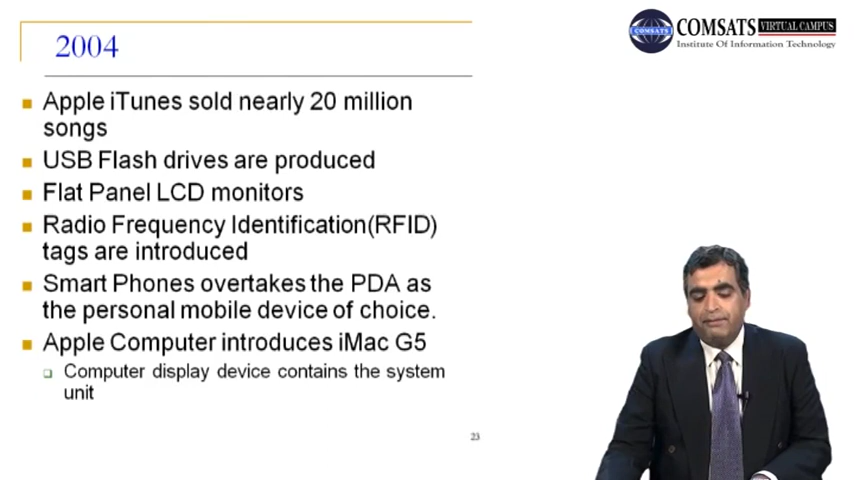 2004
COMSATS VIRTUAL CAMPUS
Institute Of Information Technology
COMSATS
Apple iTunes sold nearly 20 million
songs
USB Flash drives are produced
Flat Panel LCD monitors
Radio Frequency Identification(RFID)
tags are introduced
Smart Phones overtakes the PDA as
the personal mobile device of choice.
Apple Computer introduces iMac G5
Computer display device contains the system
unit
23